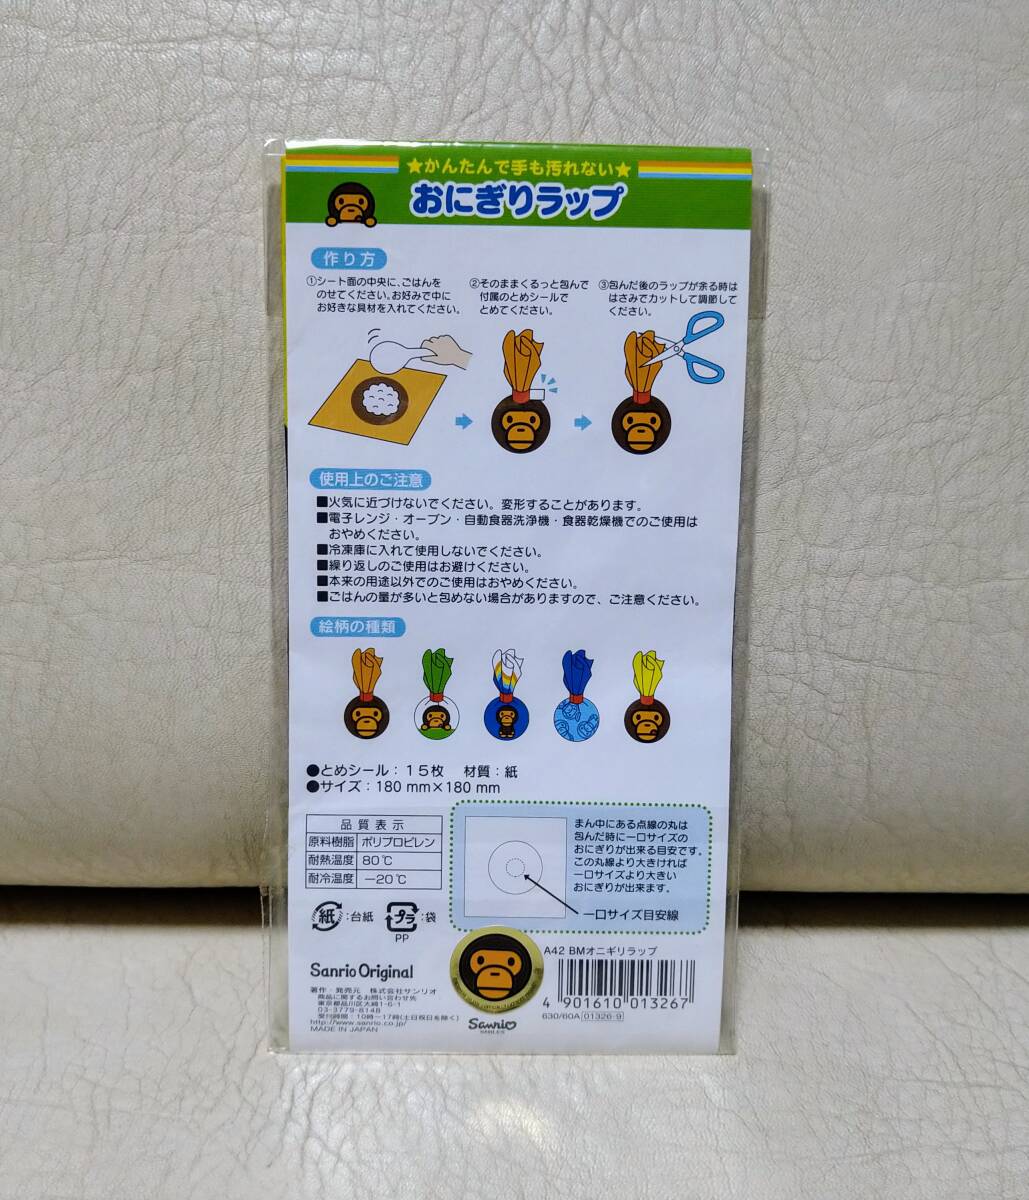 ★かんたんで手も汚れない★
おにぎりラップ
作り方
①シート面の中央に、ごはんを
のせてください。お好みで中に
お好きな具材を入れてください。
②そのままくるっと包んで
付属のとめシールで
とめてください。
③包んだ後のラップが余る時は
はさみでカットして調節して
ください。
使用上のご注意
■火気に近づけないでください。変形することがあります。
■電子レンジ・オーブン・自動食器洗浄機・食器乾燥機でのご使用は
おやめください。
■冷凍庫に入れて使用しないでください。
■繰り返しのご使用はお避けください。
■本来の用途以外でのご使用はおやめください。
■ごはんの量が多いと包めない場合がありますので、ご注意ください。
絵柄の種類
●とめシール：15枚 材質：紙
●サイズ：180mm×180mm
品質表示
原料樹脂 ポリプロピレン
耐熱温度 80℃
耐冷温度 −20℃
まん中にある点線の丸は
包んだ時に一口サイズの
おにぎりが出来る目安です。
この丸線より大きければ
一口サイズより大きい
おにぎりが出来ます。
一口サイズ目安線
紙：台紙
プラ：袋
PP
Sanrio Original
著作・発売元 株式会社サンリオ
商品に関するお問い合わせ先
東京都品川区大崎1-6-1
03-3779-8148
受付時間：10時〜17時(土日祝日を除く)
http://www.sanrio.co.jp/
MADE IN JAPAN
Sanrio
SMILES
A42 BMオニギリラップ
4 901610 013267
630/60A 01326-9